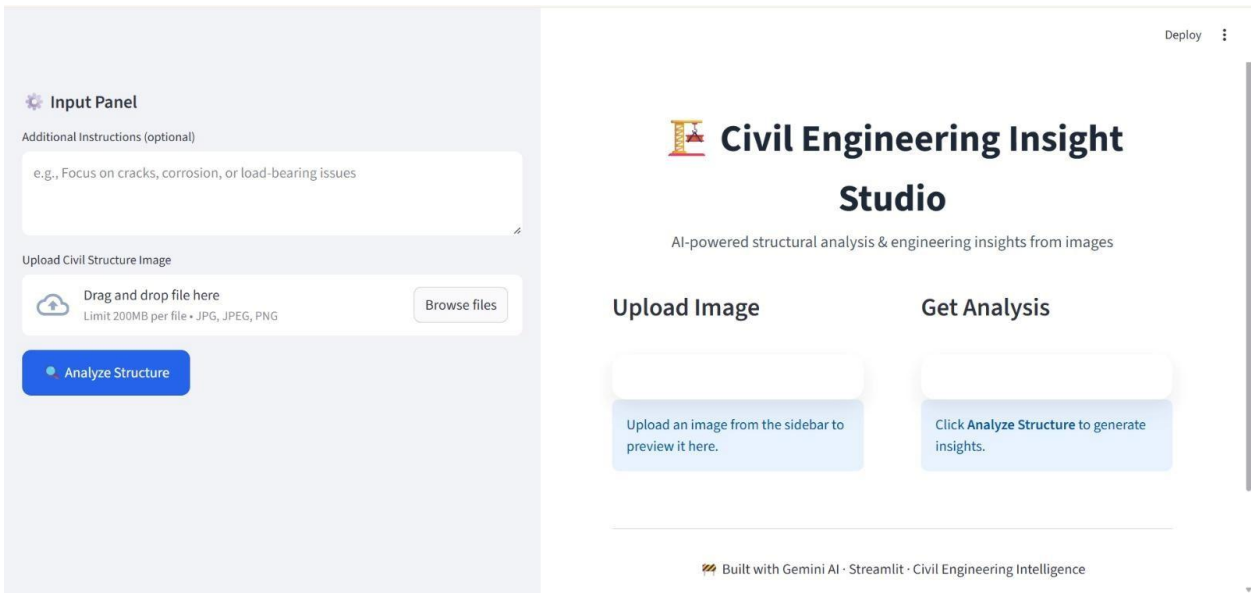 Deploy
Input Panel
Additional Instructions (optional)
e.g., Focus on cracks, corrosion, or load-bearing issues
Upload Civil Structure Image
Drag and drop file here
Limit 200MB per file • JPG, JPEG, PNG
Browse files
Analyze Structure
Civil Engineering Insight
Studio
AI-powered structural analysis & engineering insights from images
Upload Image
Upload an image from the sidebar to
preview it here.
Get Analysis
Click Analyze Structure to generate
insights.
Built with Gemini AI · Streamlit · Civil Engineering Intelligence